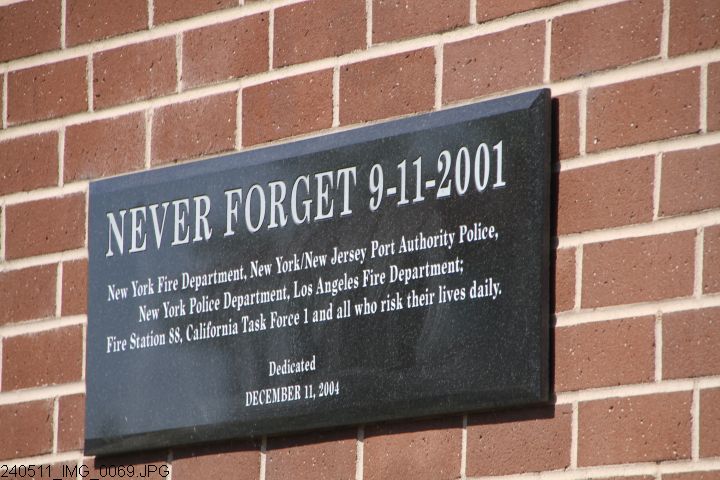 NEVER FORGET 9-11-2001
New York Fire Department, New York/New Jersey Port Authority Police,
New York Police Department, Los Angeles Fire Department;
Fire Station 88, California Task Force 1 and all who risk their lives daily.
Dedicated
DECEMBER 11, 2004
240511_IMG_0069.JPG